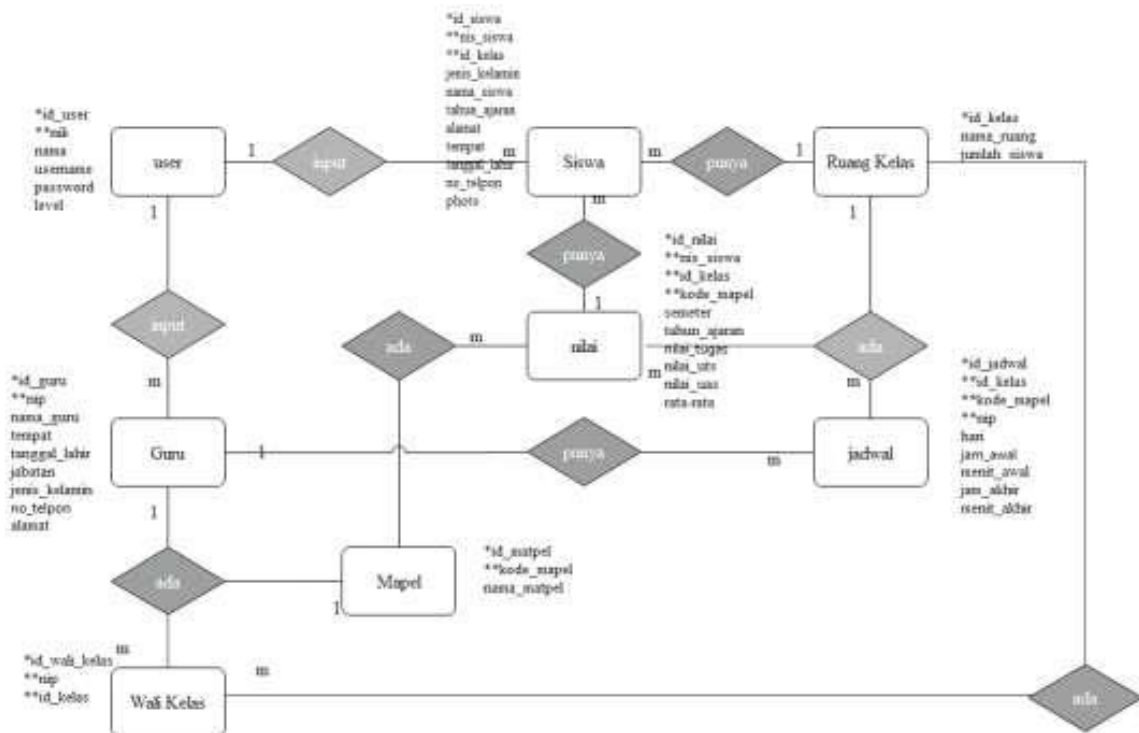 *id_siswa
**nis_siswa
**id_kelas
jenis_kelamin
nama_siswa
tahun_ajaran
alamat
tempat
tanggal_lahir
no_telpon
photo
*id_user
**nik
nama
username
password
level
user
1
input
m
Siswa
m
punya
1
Ruang Kelas
*id_kelas
nama_ruang
jumlah_siswa
1
m
1
punya
*id_nilai
**nis_siswa
**id_kelas
**kode_mapel
semeter
tahun_ajaran
nilai_tugas
nilai_uts
nilai_uas
rata-rata
1
input
ada
m
nilai
m
ada
m
m
*id_guru
**nip
nama_guru
tempat
tanggal_lahir
jabatan
jenis_kelamin
no_telpon
alamat
Guru
1
punya
m
jadwal
*id_jadwal
**id_kelas
**kode_mapel
**nip
hari
jam_awal
menit_awal
jam_akhir
menit_akhir
1
ada
1
Mapel
*id_matpel
**kode_mapel
nama_matpel
m
*id_wali_kelas
**nip
**id_kelas
Wali Kelas
m
ada